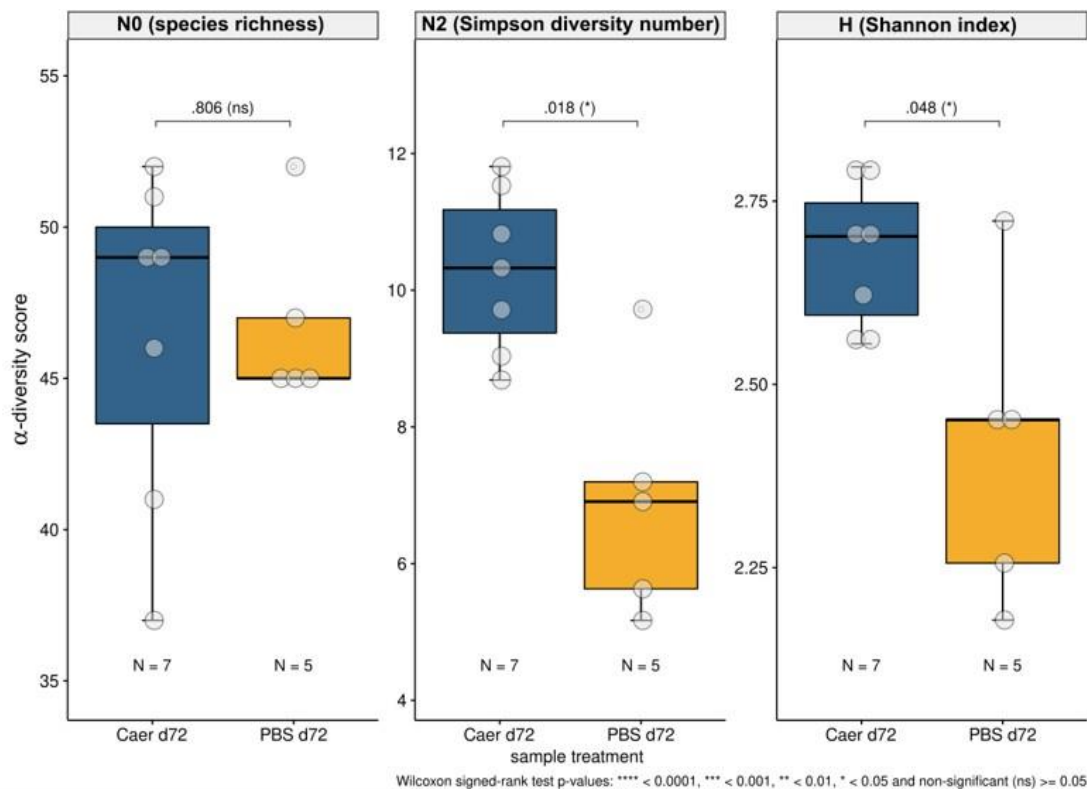 N0 (species richness)
N2 (Simpson diversity number)
H (Shannon index)
α-diversity score
55
50
45
40
35
.806 (ns)
N = 7
N = 5
Caer d72
PBS d72
12
10
8
6
4
.018 (*)
N = 7
N = 5
Caer d72
PBS d72
2.75
2.50
2.25
.048 (*)
N = 7
N = 5
Caer d72
PBS d72
sample treatment
Wilcoxon signed-rank test p-values: **** < 0.0001, *** < 0.001, ** < 0.01, * < 0.05 and non-significant (ns) >= 0.05